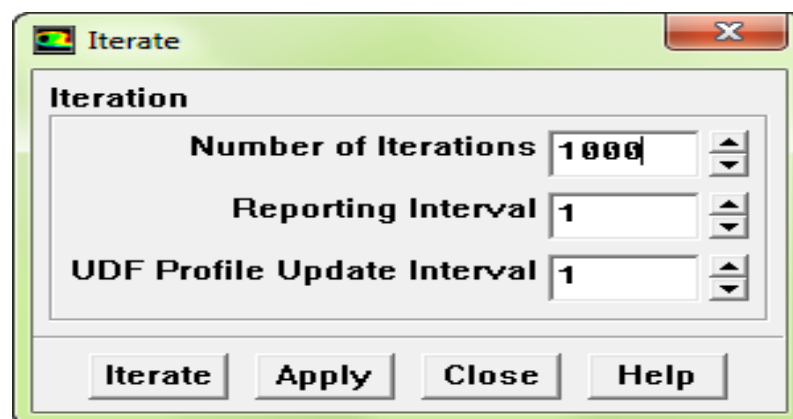 Iterate
Iteration
Number of Iterations 1000
Reporting Interval 1
UDF Profile Update Interval 1
Iterate Apply Close Help